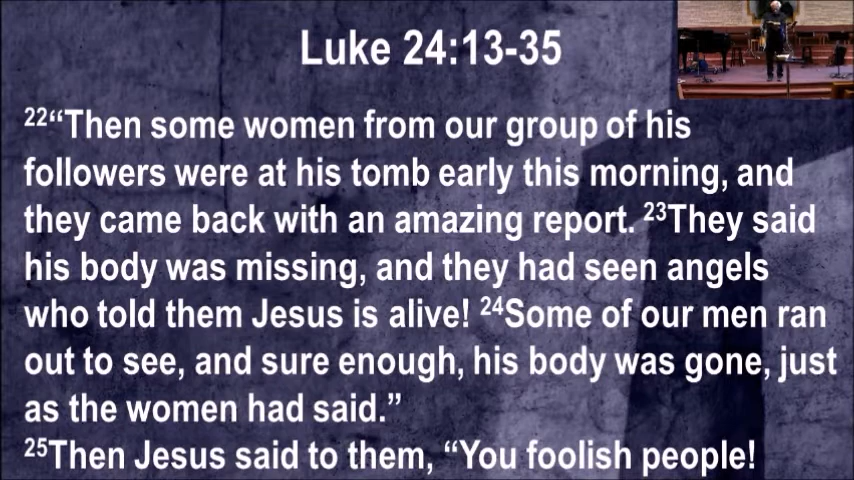 Luke 24:13-35
22“Then some women from our group of his
followers were at his tomb early this morning, and
they came back with an amazing report. 23They said
his body was missing, and they had seen angels
who told them Jesus is alive! 24Some of our men ran
out to see, and sure enough, his body was gone, just
as the women had said.”
25Then Jesus said to them, “You foolish people!